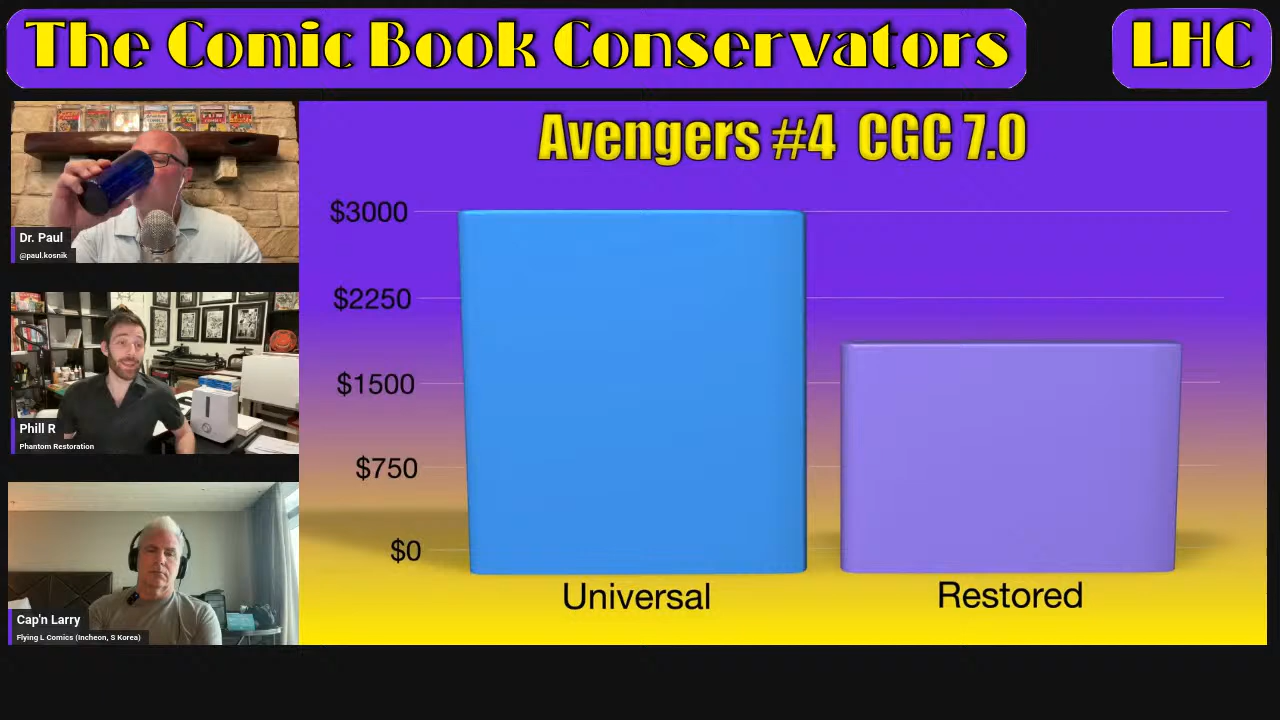 The Comic Book Conservators
LHC
Dr. Paul
@paul.kosnik
Phill R
Phantom Restoration
Cap'n Larry
Flying L Comics (Incheon, S Korea)
Avengers #4 CGC 7.0
$3000
$2250
$1500
$750
$0
Universal
Restored